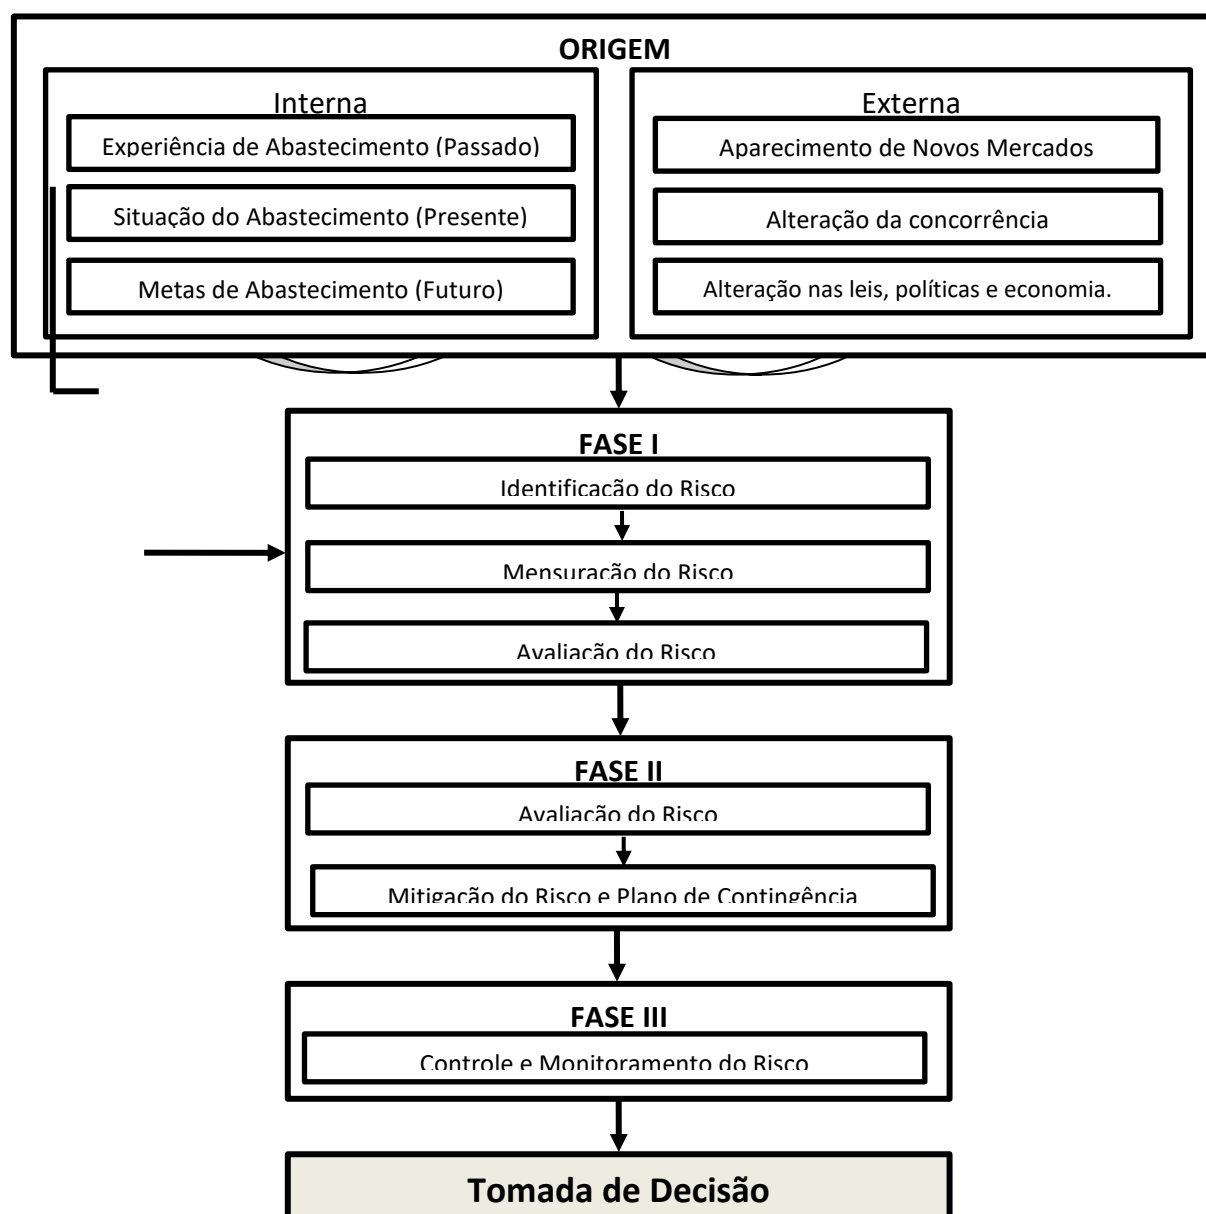 ORIGEM
Interna
Experiência de Abastecimento (Passado)
Situação do Abastecimento (Presente)
Metas de Abastecimento (Futuro)
Externa
Aparecimento de Novos Mercados
Alteração da concorrência
Alteração nas leis, políticas e economia.
FASE I
Identificação do Risco
Mensuração do Risco
Avaliação do Risco
FASE II
Avaliação do Risco
Mitigação do Risco e Plano de Contingência
FASE III
Controle e Monitoramento do Risco
Tomada de Decisão